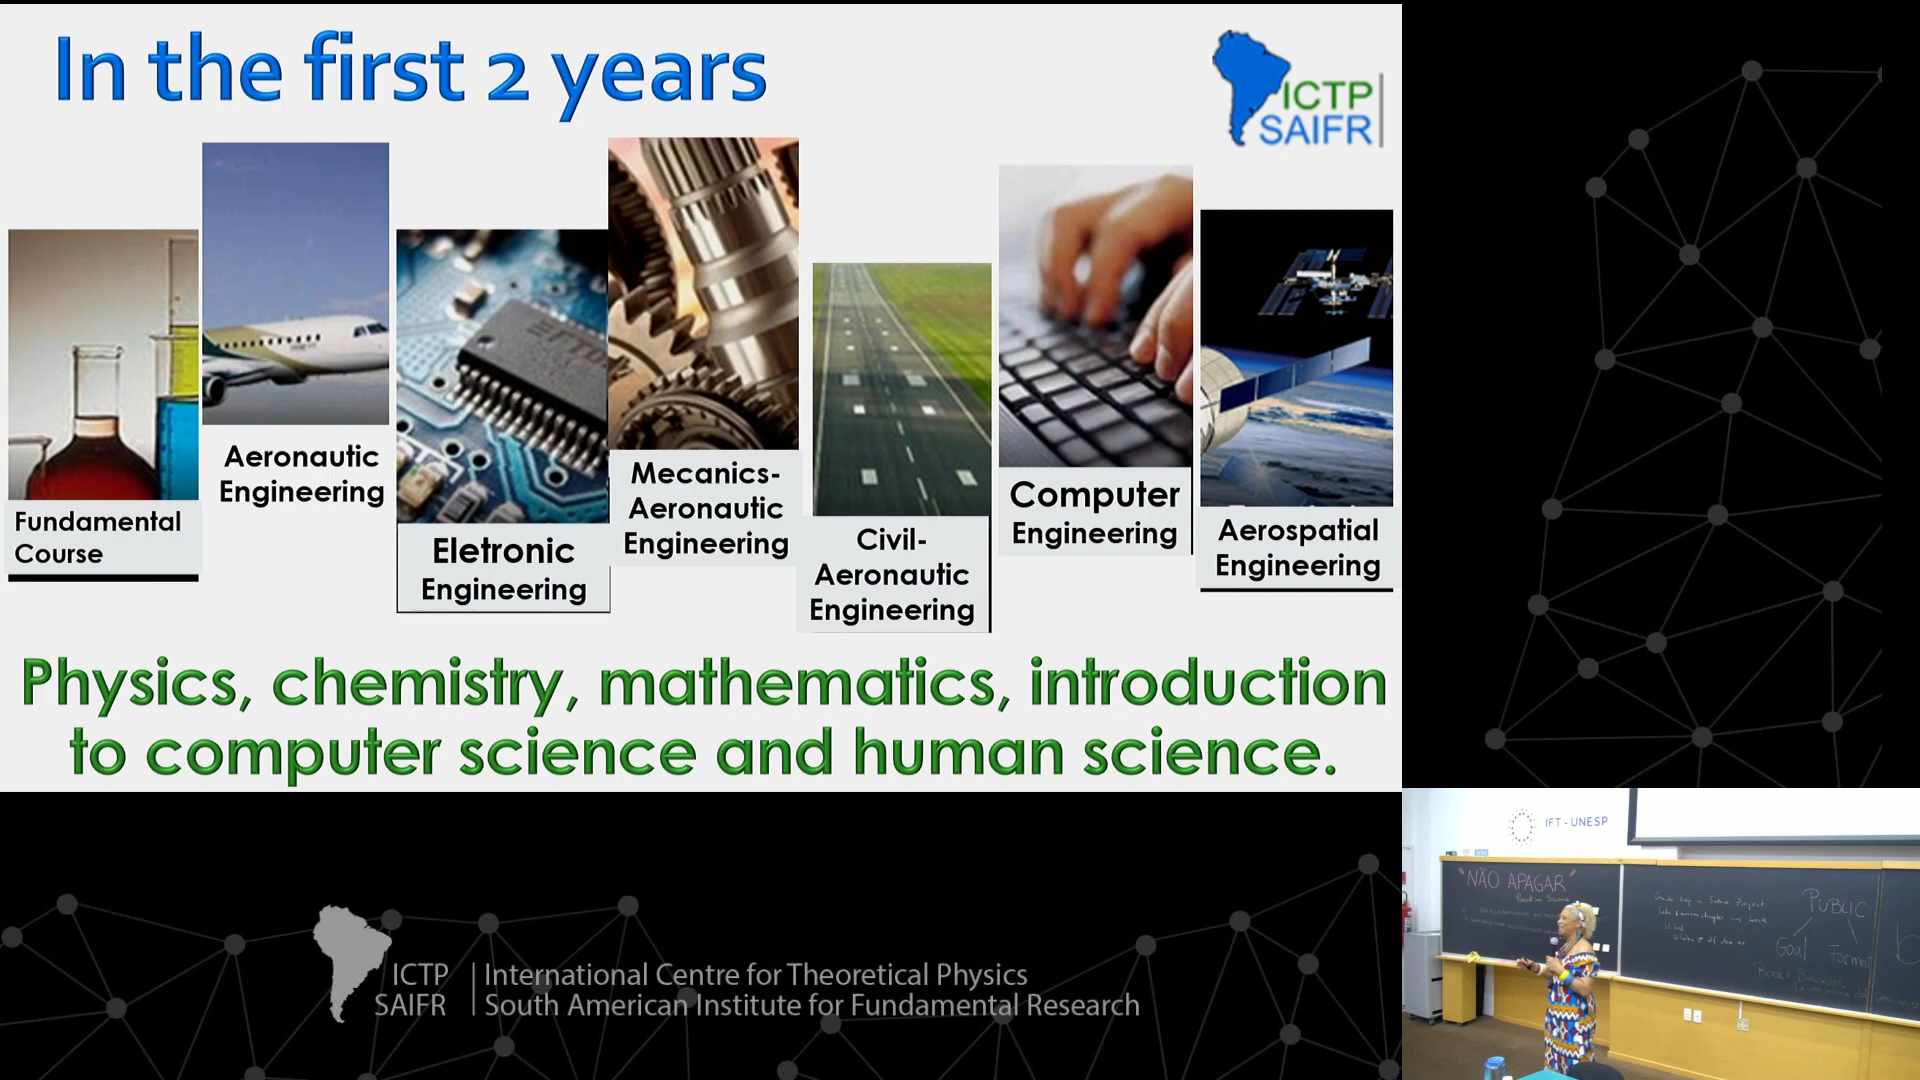 In the first 2 years
ICTP
SAIFR
Fundamental
Course
Aeronautic
Engineering
Eletronic
Engineering
Mecanics-
Aeronautic
Engineering
Civil-
Aeronautic
Engineering
Computer
Engineering
Aerospatial
Engineering
Physics, chemistry, mathematics, introduction
to computer science and human science.
ICTP
SAIFR
International Centre for Theoretical Physics
South American Institute for Fundamental Research
IFT - UNESP
"NÃO APAGAR"
PUBLIC
Goal
Format